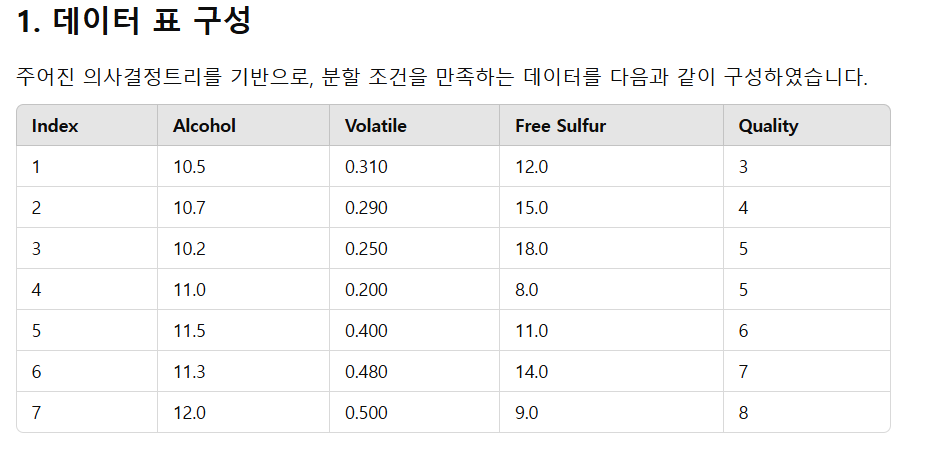 1. 데이터 표 구성
주어진 의사결정트리를 기반으로, 분할 조건을 만족하는 데이터를 다음과 같이 구성하였습니다.
Index Alcohol Volatile Free Sulfur Quality
1 10.5 0.310 12.0 3
2 10.7 0.290 15.0 4
3 10.2 0.250 18.0 5
4 11.0 0.200 8.0 5
5 11.5 0.400 11.0 6
6 11.3 0.480 14.0 7
7 12.0 0.500 9.0 8